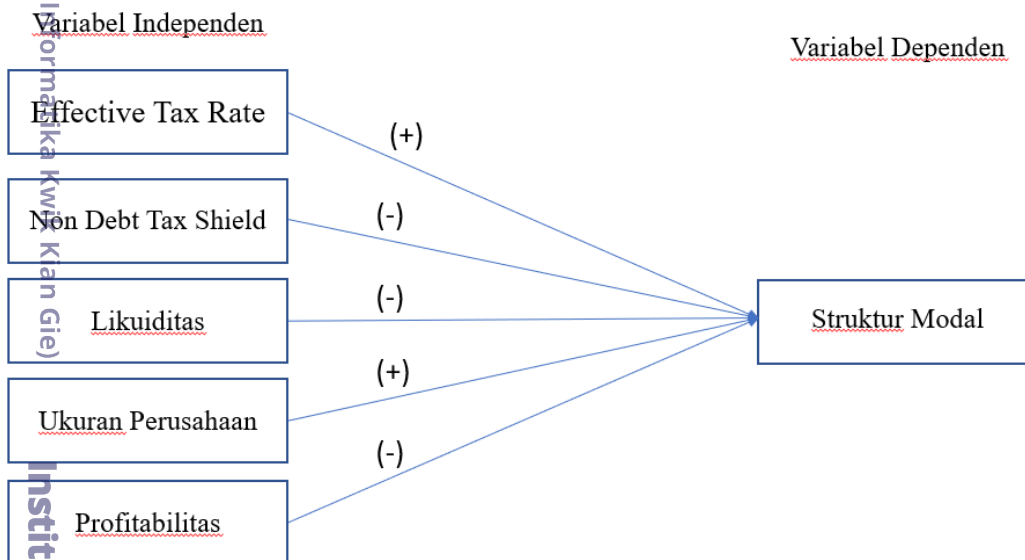 Variabel Independen
Variabel Dependen
Effective Tax Rate
(+)
Non Debt Tax Shield
(-)
Likuiditas
(-)
Struktur Modal
Ukuran Perusahaan
(+)
Profitabilitas
(-)
Informatika Kwik Kian Gie)
Instit